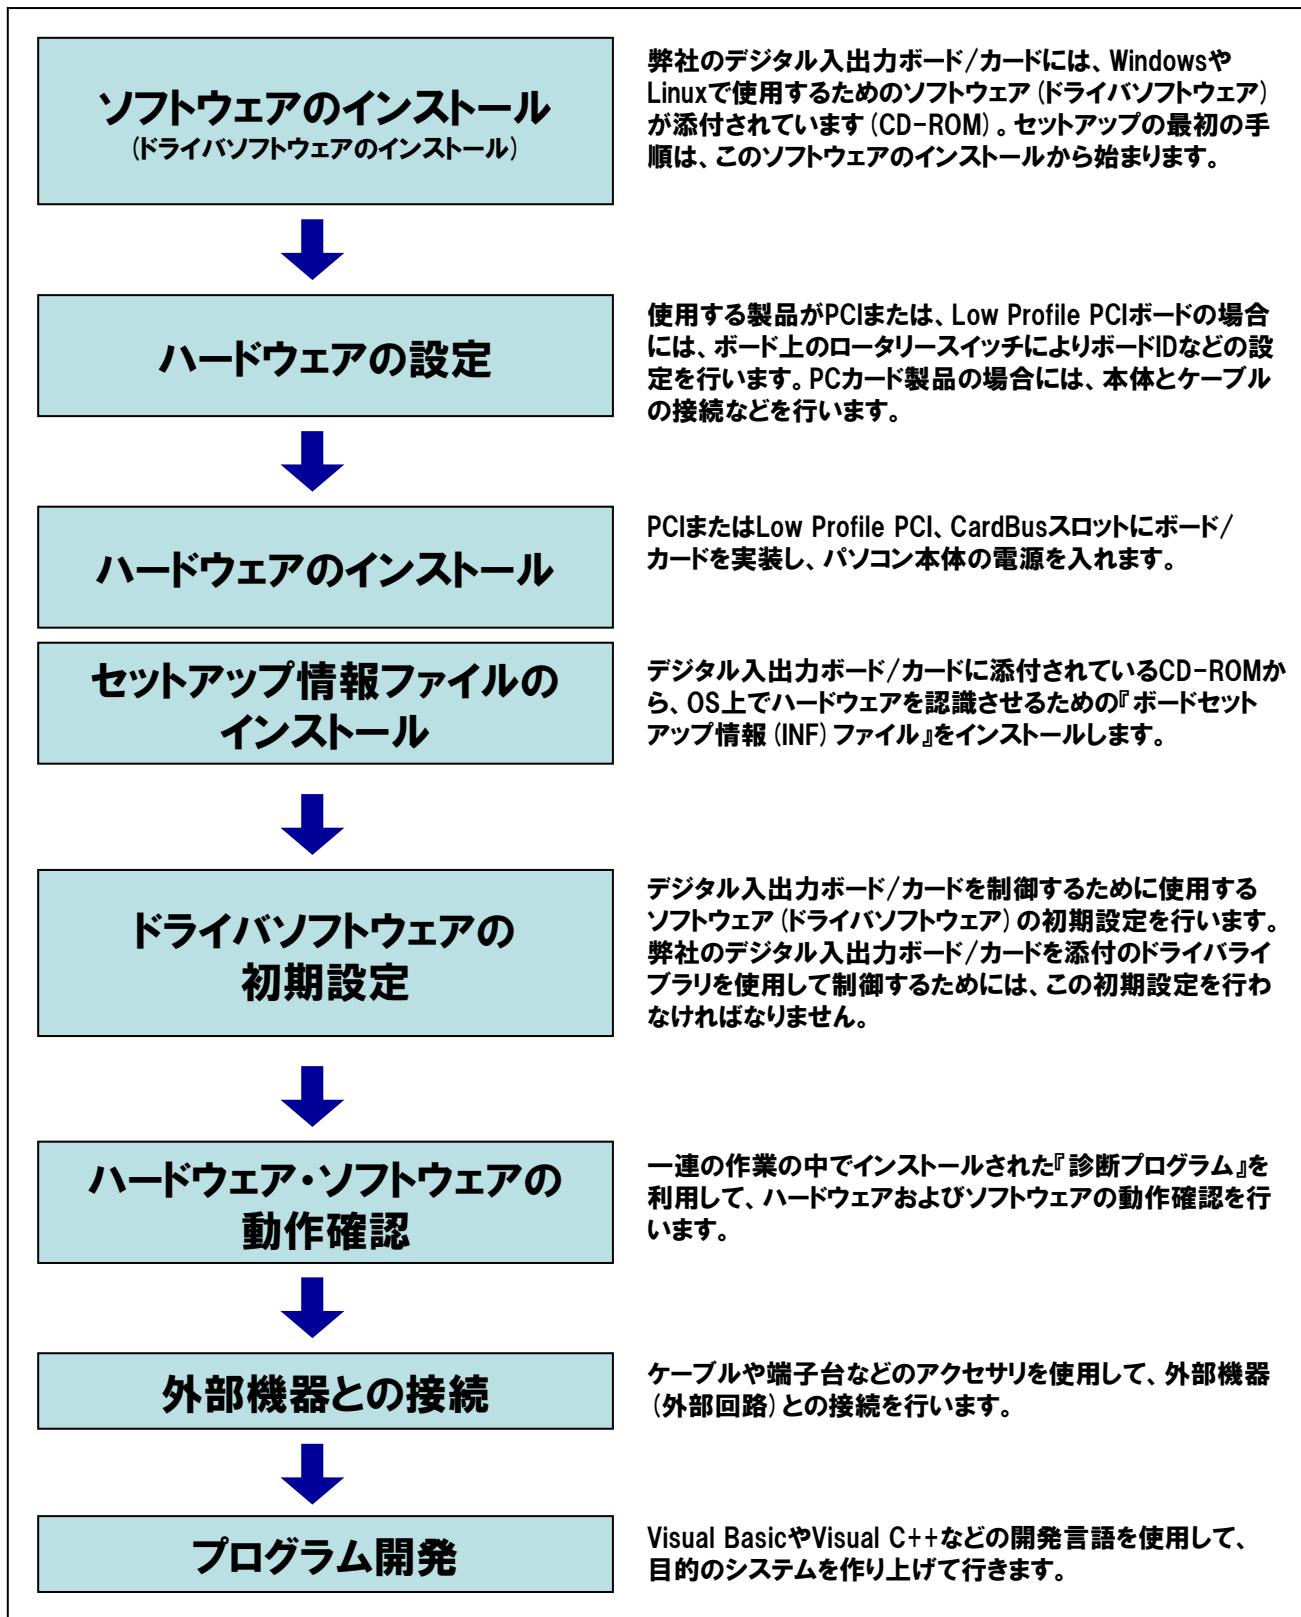 ソフトウェアのインストール
(ドライバソフトウェアのインストール)
弊社のデジタル入出力ボード/カードには、Windowsや
Linuxで使用するためのソフトウェア(ドライバソフトウェア)
が添付されています(CD-ROM)。セットアップの最初の手
順は、このソフトウェアのインストールから始まります。
ハードウェアの設定
使用する製品がPCIまたは、Low Profile PCIボードの場合
には、ボード上のロータリースイッチによりボードIDなどの設
定を行います。PCカード製品の場合には、本体とケーブル
の接続などを行います。
ハードウェアのインストール
PCIまたはLow Profile PCI、CardBusスロットにボード/
カードを実装し、パソコン本体の電源を入れます。
セットアップ情報ファイルの
インストール
デジタル入出力ボード/カードに添付されているCD-ROMか
ら、OS上でハードウェアを認識させるための『ボードセット
アップ情報(INF)ファイル』をインストールします。
ドライバソフトウェアの
初期設定
デジタル入出力ボード/カードを制御するために使用する
ソフトウェア(ドライバソフトウェア)の初期設定を行います。
弊社のデジタル入出力ボード/カードを添付のドライバライ
ブラリを使用して制御するためには、この初期設定を行わ
なければなりません。
ハードウェア・ソフトウェアの
動作確認
一連の作業の中でインストールされた『診断プログラム』を
利用して、ハードウェアおよびソフトウェアの動作確認を行
います。
外部機器との接続
ケーブルや端子台などのアクセサリを使用して、外部機器
(外部回路)との接続を行います。
プログラム開発
Visual BasicやVisual C++などの開発言語を使用して、
目的のシステムを作り上げて行きます。